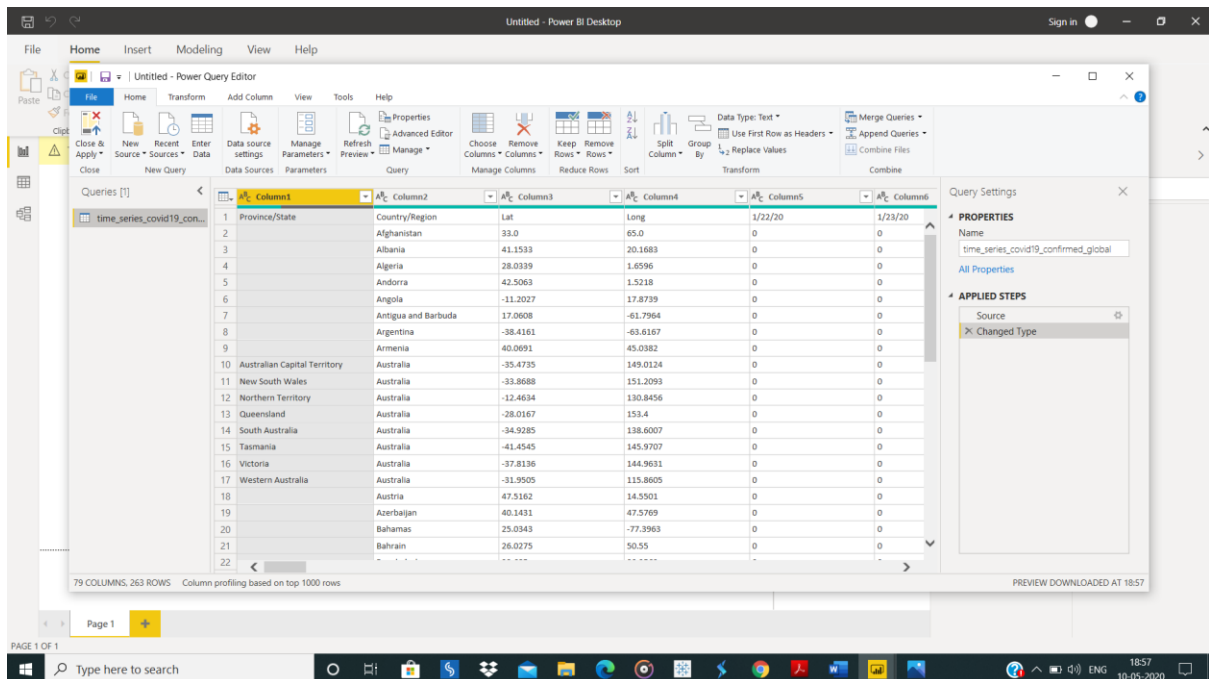 Untitled - Power BI Desktop
Sign in
File Home Insert Modeling View Help
Paste
Untitled - Power Query Editor
File Home Transform Add Column View Tools Help
Close & Apply
New Source
Recent Sources
Enter Data
Data source settings
Manage Parameters
Refresh Preview
Properties
Advanced Editor
Manage
Choose Columns
Remove Columns
Keep Rows
Remove Rows
Split Column
Group By
Data Type: Text
Use First Row as Headers
Replace Values
Merge Queries
Append Queries
Combine Files
Close New Query Data Sources Parameters Query Manage Columns Reduce Rows Sort Transform Combine
Queries [1]
time_series_covid19_con...
Column1 Column2 Column3 Column4 Column5 Column6
1 Province/State Country/Region Lat Long 1/22/20 1/23/20
2 Afghanistan 33.0 65.0 0 0
3 Albania 41.1533 20.1683 0 0
4 Algeria 28.0339 1.6596 0 0
5 Andorra 42.5063 1.5218 0 0
6 Angola -11.2027 17.8739 0 0
7 Antigua and Barbuda 17.0608 -61.7964 0 0
8 Argentina -38.4161 -63.6167 0 0
9 Armenia 40.0691 45.0382 0 0
10 Australian Capital Territory Australia -35.4735 149.0124 0 0
11 New South Wales Australia -33.8688 151.2093 0 0
12 Northern Territory Australia -12.4634 130.8456 0 0
13 Queensland Australia -28.0167 153.4 0 0
14 South Australia Australia -34.9285 138.6007 0 0
15 Tasmania Australia -41.4545 145.9707 0 0
16 Victoria Australia -37.8136 144.9631 0 0
17 Western Australia Australia -31.9505 115.8605 0 0
18 Austria 47.5162 14.5501 0 0
19 Azerbaijan 40.1431 47.5769 0 0
20 Bahamas 25.0343 -77.3963 0 0
21 Bahrain 26.0275 50.55 0 0
22
Query Settings
PROPERTIES
Name
time_series_covid19_confirmed_global
All Properties
APPLIED STEPS
Source
Changed Type
79 COLUMNS, 263 ROWS Column profiling based on top 1000 rows
PREVIEW DOWNLOADED AT 18:57
Page 1
PAGE 1 OF 1
Type here to search
ENG
18:57
10-05-2020